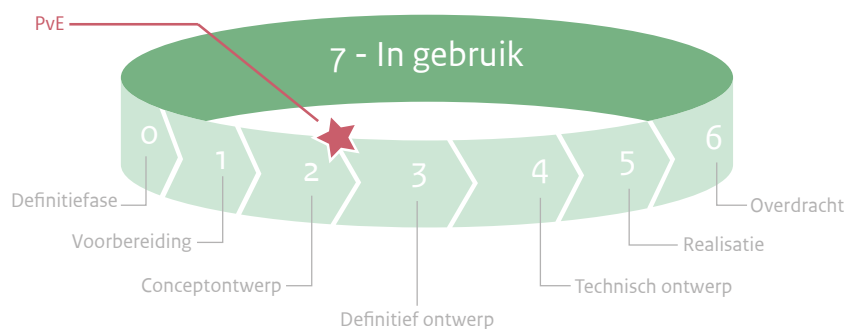 PvE
7 - In gebruik
0
1
2
3
4
5
6
Definitiefase
Voorbereiding
Conceptontwerp
Definitief ontwerp
Technisch ontwerp
Realisatie
Overdracht